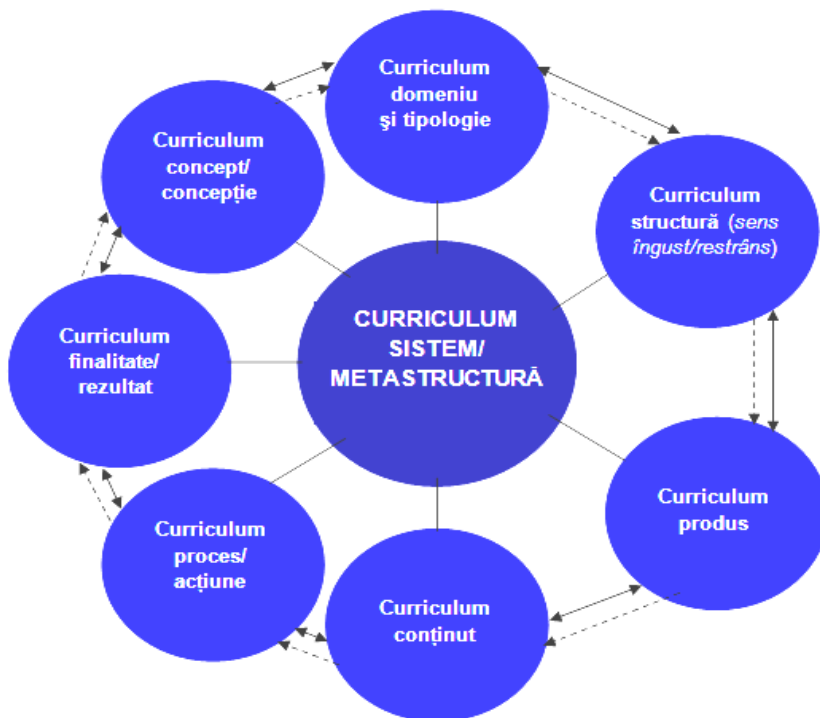 Curriculum
domeniu
şi tipologie
Curriculum
concept/
concepție
Curriculum
structură (sens
îngust/restrâns)
CURRICULUM
SISTEM/
METASTRUCTURĂ
Curriculum
finalitate/
rezultat
Curriculum
produs
Curriculum
proces/
acțiune
Curriculum
conținut